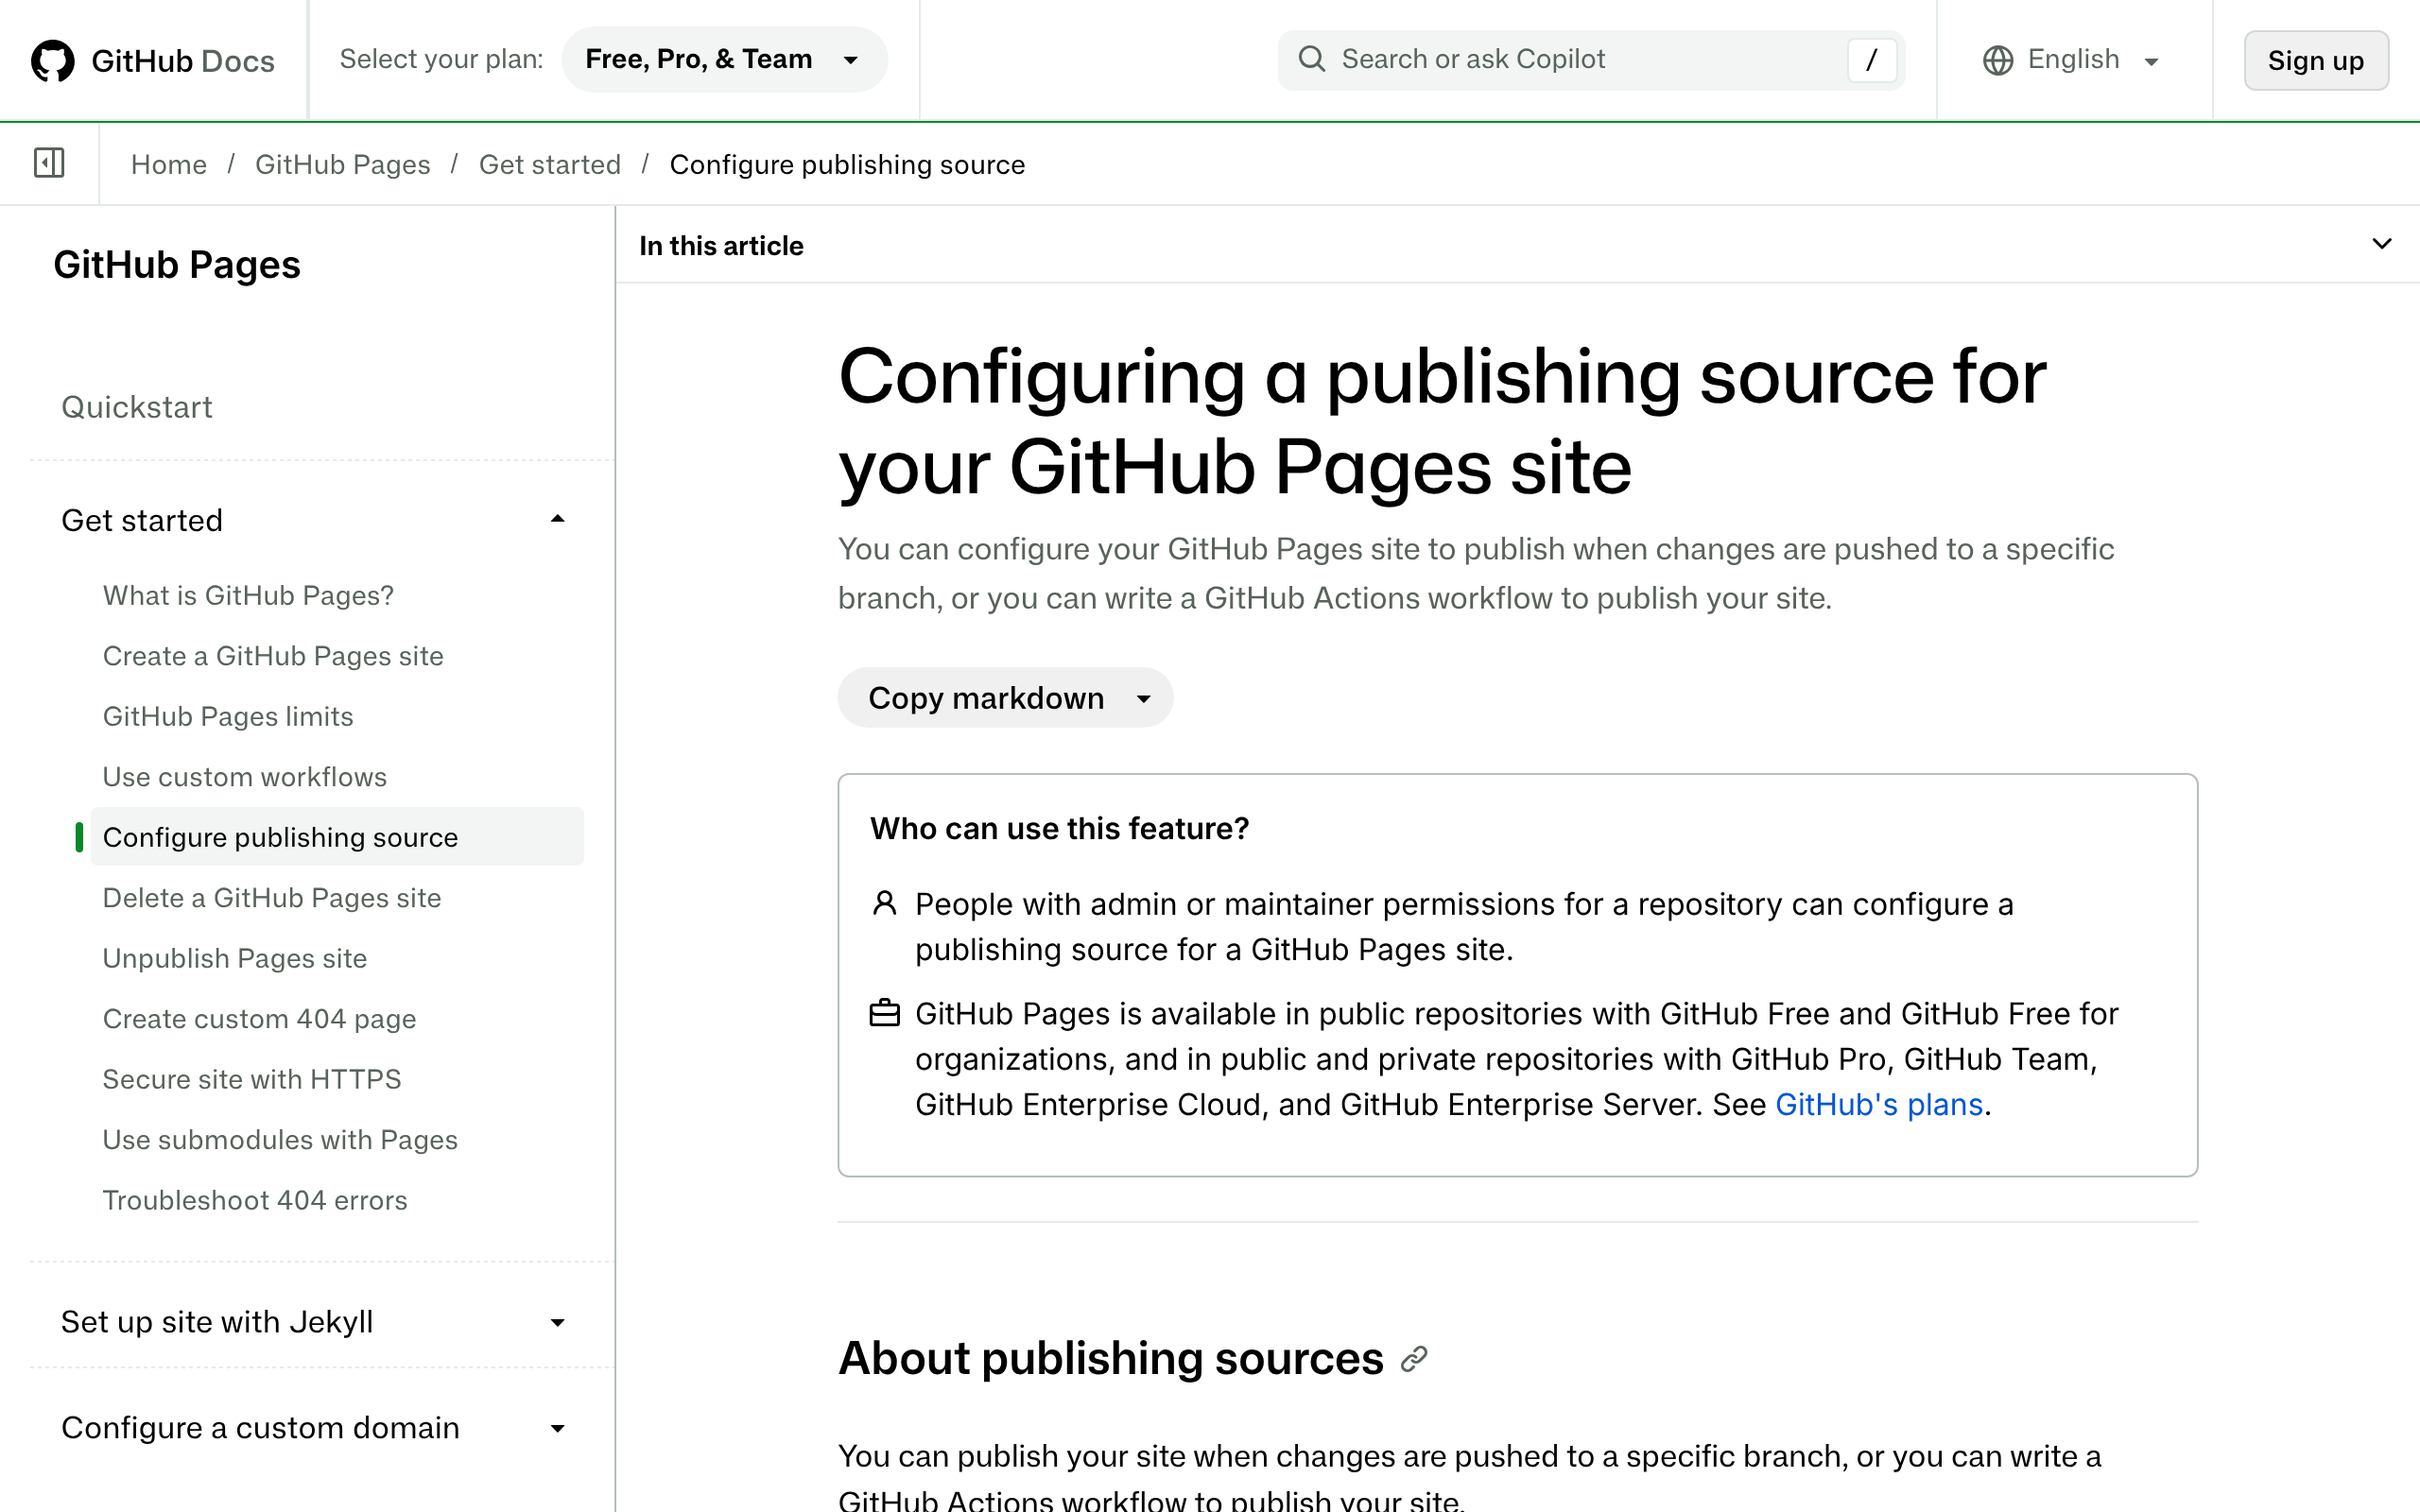 GitHub Docs
Select your plan: Free, Pro, & Team
Search or ask Copilot /
English
Sign up
Home / GitHub Pages / Get started / Configure publishing source
GitHub Pages
Quickstart
Get started
What is GitHub Pages?
Create a GitHub Pages site
GitHub Pages limits
Use custom workflows
Configure publishing source
Delete a GitHub Pages site
Unpublish Pages site
Create custom 404 page
Secure site with HTTPS
Use submodules with Pages
Troubleshoot 404 errors
Set up site with Jekyll
Configure a custom domain
In this article
Configuring a publishing source for
your GitHub Pages site
You can configure your GitHub Pages site to publish when changes are pushed to a specific
branch, or you can write a GitHub Actions workflow to publish your site.
Copy markdown
Who can use this feature?
People with admin or maintainer permissions for a repository can configure a
publishing source for a GitHub Pages site.
GitHub Pages is available in public repositories with GitHub Free and GitHub Free for
organizations, and in public and private repositories with GitHub Pro, GitHub Team,
GitHub Enterprise Cloud, and GitHub Enterprise Server. See GitHub's plans.
About publishing sources
You can publish your site when changes are pushed to a specific branch, or you can write a
GitHub Actions workflow to publish your site.